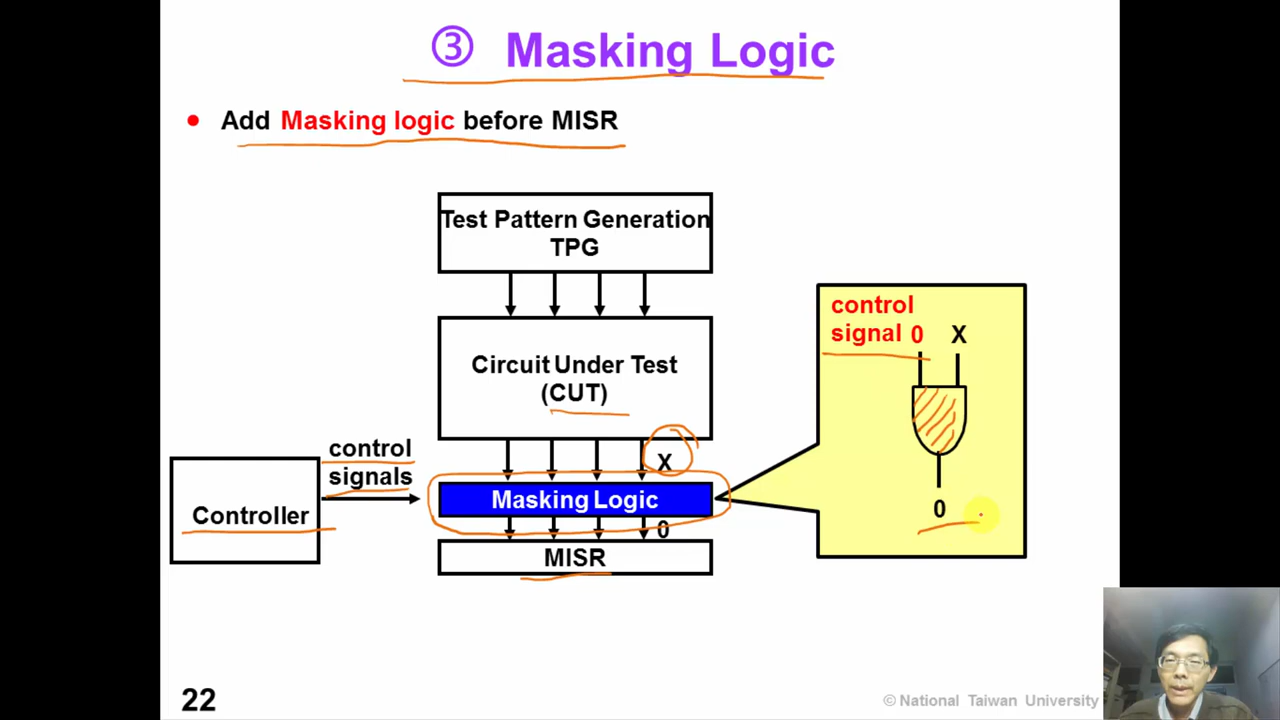 ③ Masking Logic
• Add Masking logic before MISR
Test Pattern Generation
TPG
Circuit Under Test
(CUT)
control
signals
Controller
X
Masking Logic
0
MISR
control
signal 0 X
0
22
© National Taiwan University